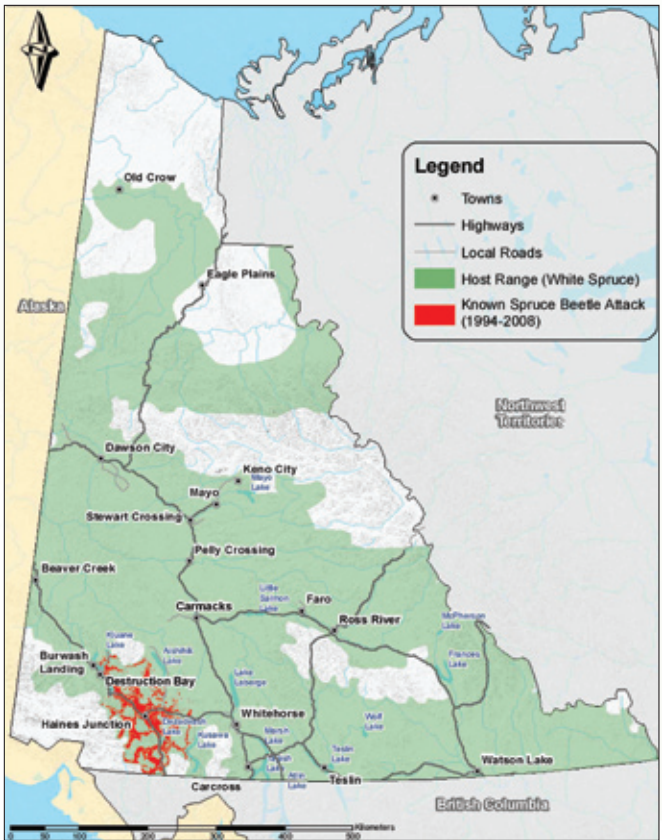 N
Old Crow
Eagle Plains
Alaska
Legend
Towns
Highways
Local Roads
Host Range (White Spruce)
Known Spruce Beetle Attack
(1994-2008)
Northwest
Territories
Dawson City
Keno City
Mayo
Lake
Mayo
Stewart Crossing
Pelly Crossing
Beaver Creek
Little
Salmon
Lake
Faro
Carmacks
Ross River
McPherson
Lake
Kluane
Lake
Aishihik
Lake
Frances
Lake
Burwash
Landing
Destruction Bay
Lake
Laberge
Haines Junction
Dezadeash
Lake
Kusawa
Lake
Whitehorse
Marsh
Lake
Wolf
Lake
Teslin
Lake
Watson Lake
Lake
Atlin
Lake
Carcross
Teslin
British Columbia
Kilometers
0 50 100 200 300 400 500